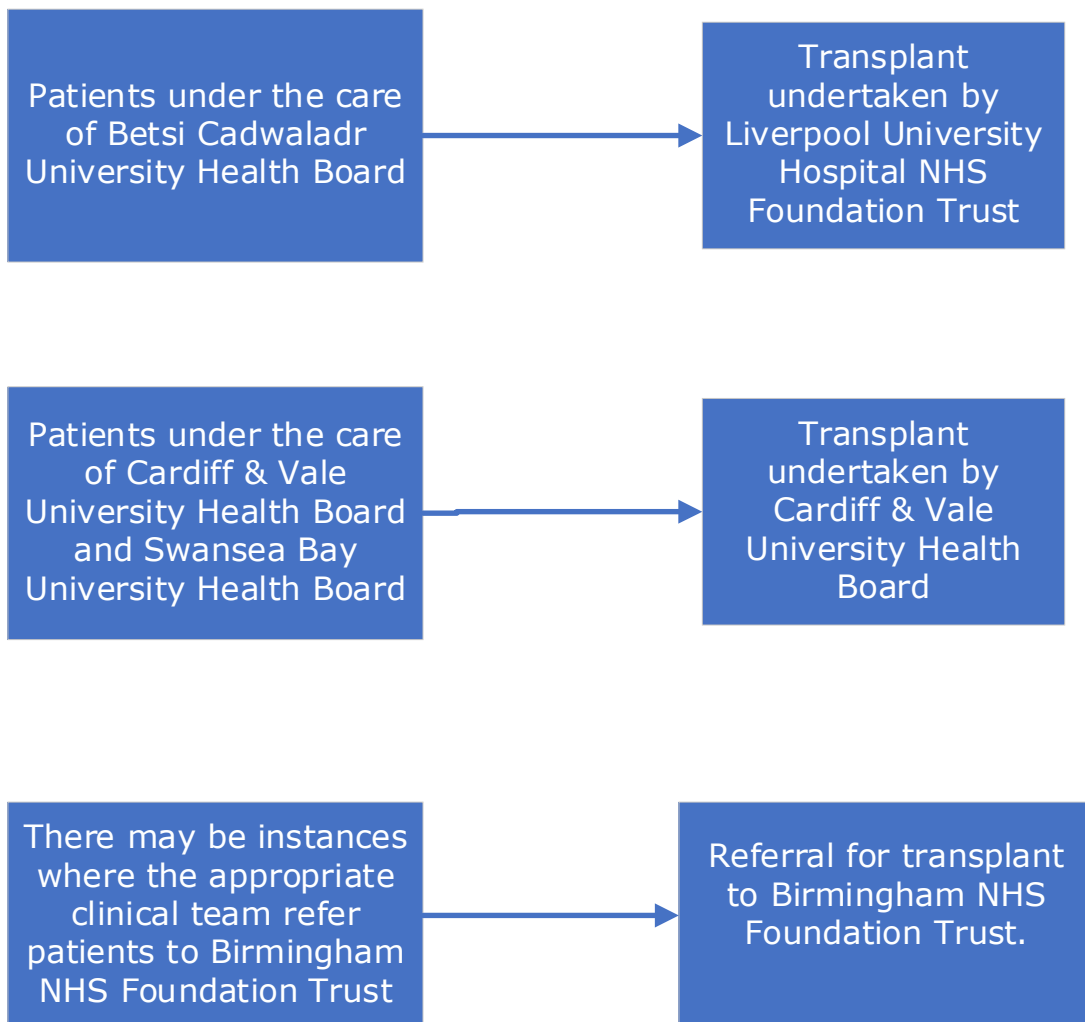 Patients under the care
of Betsi Cadwaladr
University Health Board
Transplant
undertaken by
Liverpool University
Hospital NHS
Foundation Trust
Patients under the care
of Cardiff & Vale
University Health Board
and Swansea Bay
University Health Board
Transplant
undertaken by
Cardiff & Vale
University Health
Board
There may be instances
where the appropriate
clinical team refer
patients to Birmingham
NHS Foundation Trust
Referral for transplant
to Birmingham NHS
Foundation Trust.